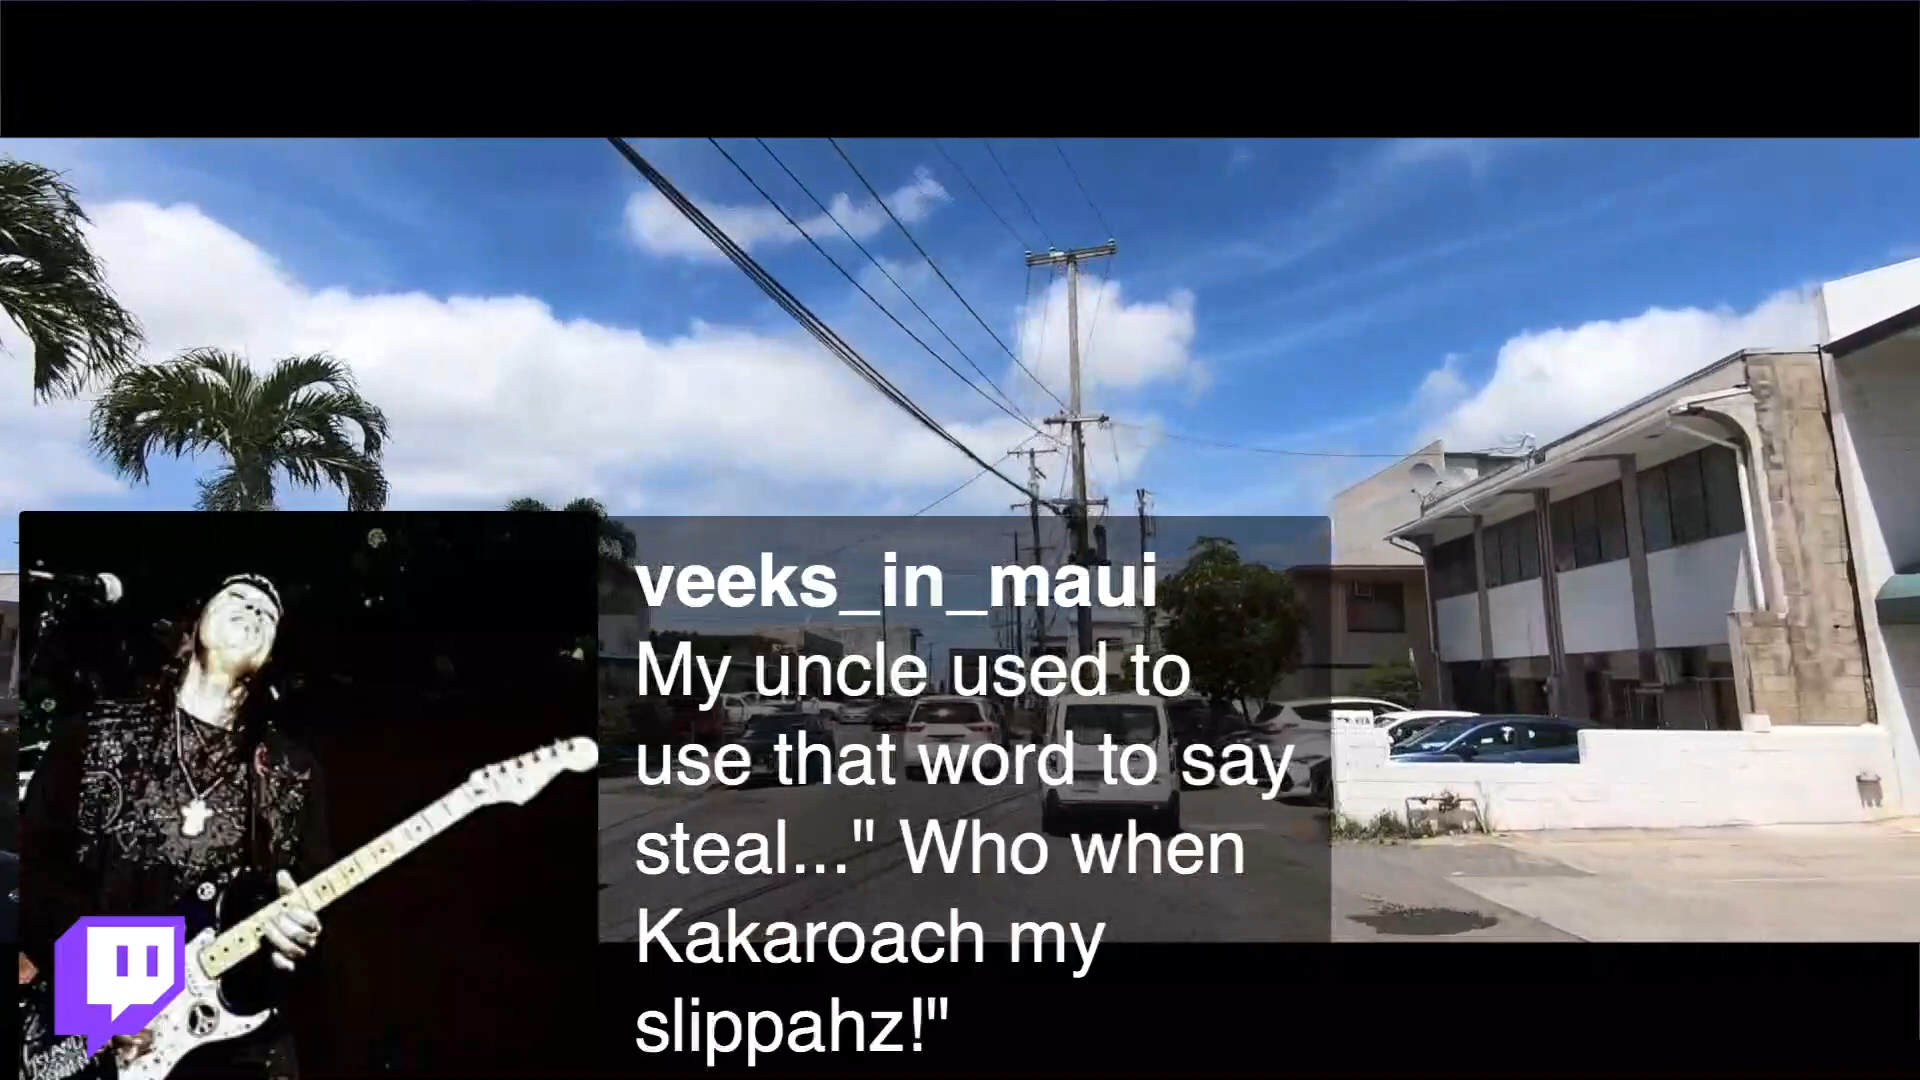 veeks_in_maui
My uncle used to
use that word to say
steal..." Who when
Kakaroach my
slippahz!"